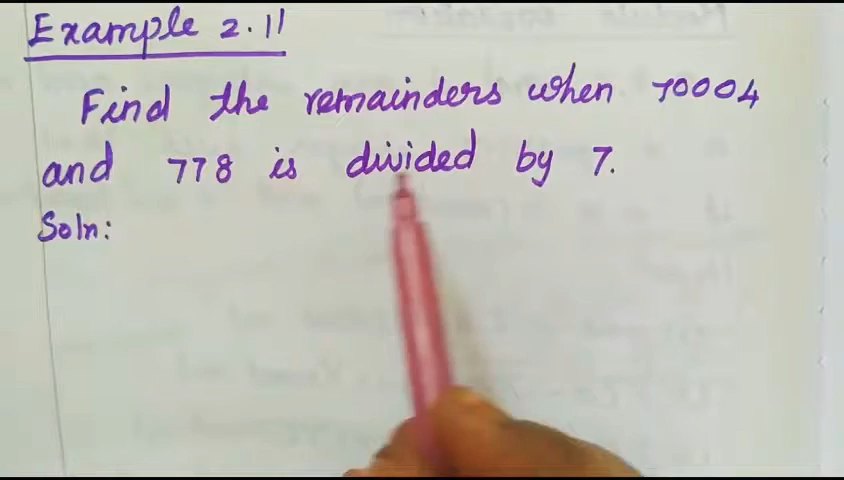 Example 2.11
Find the remainders when 70004
and 778 is divided by 7.
Soln: